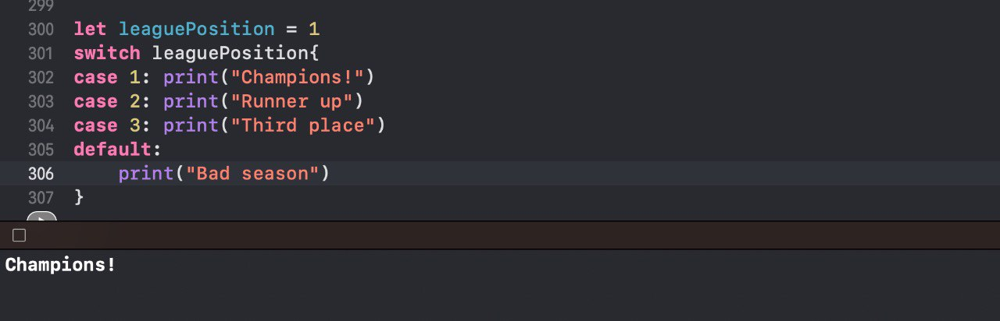 299
300 let leaguePosition = 1
301 switch leaguePosition{
302 case 1: print("Champions!")
303 case 2: print("Runner up")
304 case 3: print("Third place")
305 default:
306     print("Bad season")
307 }
Champions!